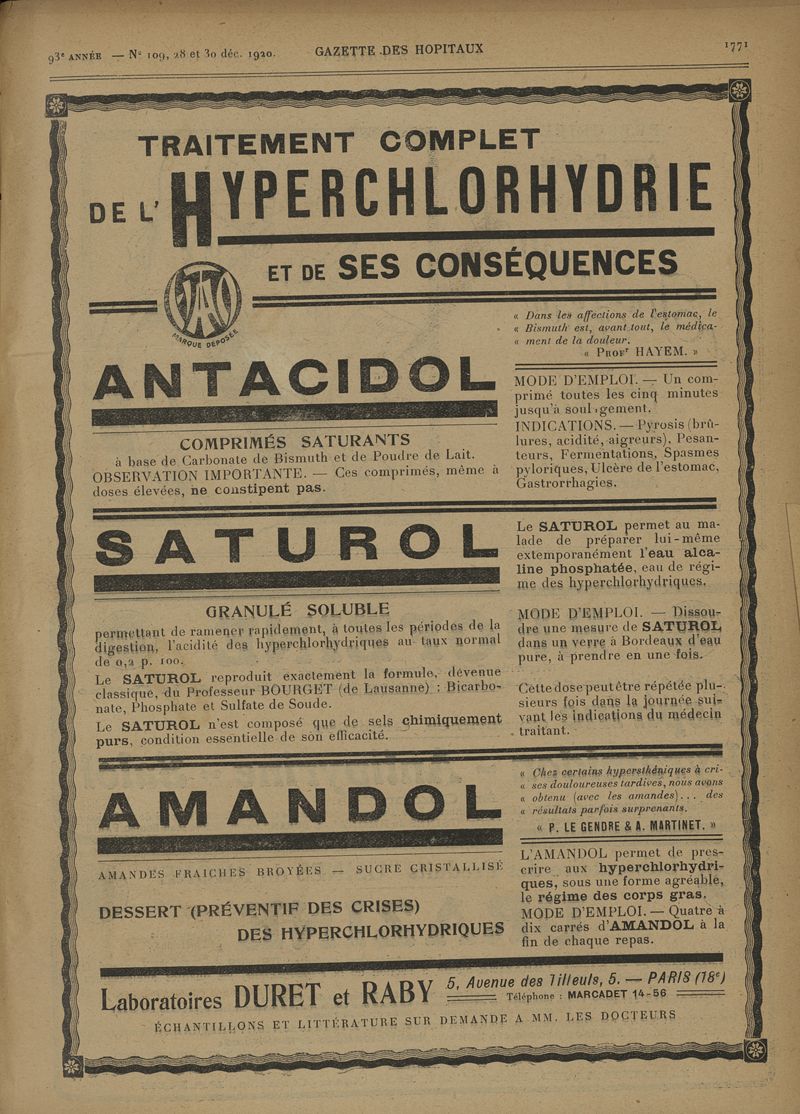 93ᵉ ANNÉE — Nº 109, 28 et 30 déc. 1920.
GAZETTE DES HOPITAUX
1771
TRAITEMENT COMPLET
DE L'HYPERCHLORHYDRIE
ET DE SES CONSÉQUENCES
MARQUE DÉPOSÉE
ANTACIDOL
COMPRIMÉS SATURANTS
à base de Carbonate de Bismuth et de Poudre de Lait.
OBSERVATION IMPORTANTE. — Ces comprimés, même à
doses élevées, ne constipent pas.
« Dans les affections de l'estomac, le
« Bismuth est, avant tout, le médica-
« ment de la douleur.
« PROFʳ HAYEM. »
MODE D'EMPLOI. — Un com-
primé toutes les cinq minutes
jusqu'à soulagement.
INDICATIONS. — Pyrosis (brû-
lures, acidité, aigreurs), Pesan-
teurs, Fermentations, Spasmes
pyloriques, Ulcère de l'estomac,
Gastrorrhagies.
SATUROL
GRANULÉ SOLUBLE
permettant de ramener rapidement, à toutes les périodes de la
digestion, l'acidité des hyperchlorhydriques au taux normal
de 0,2 p. 100.
Le SATUROL reproduit exactement la formule, devenue
classique, du Professeur BOURGET (de Lausanne) : Bicarbo-
nate, Phosphate et Sulfate de Soude.
Le SATUROL n'est composé que de sels chimiquement
purs, condition essentielle de son efficacité.
Le SATUROL permet au ma-
lade de préparer lui-même
extemporanément l'eau alca-
line phosphatée, eau de régi-
me des hyperchlorhydriques.
MODE D'EMPLOI. — Dissou-
dre une mesure de SATUROL
dans un verre à Bordeaux d'eau
pure, à prendre en une fois.
Cette dose peut être répétée plu-
sieurs fois dans la journée sui-
vant les indications du médecin
traitant.
AMANDOL
AMANDES FRAICHES BROYÉES — SUCRE CRISTALLISÉ
DESSERT (PRÉVENTIF DES CRISES)
DES HYPERCHLORHYDRIQUES
« Chez certains hypersthéniques à cri-
« ses douloureuses tardives, nous avons
« obtenu (avec les amandes)... des
« résultats parfois surprenants.
« P. LE GENDRE & A. MARTINET. »
L'AMANDOL permet de pres-
crire aux hyperchlorhydri-
ques, sous une forme agréable,
le régime des corps gras.
MODE D'EMPLOI. — Quatre à
dix carrés d'AMANDOL à la
fin de chaque repas.
Laboratoires DURET et RABY
5, Avenue des Tilleuls, 5. — PARIS (18ᵉ)
Téléphone : MARCADET 14-56
ÉCHANTILLONS ET LITTÉRATURE SUR DEMANDE A MM. LES DOCTEURS